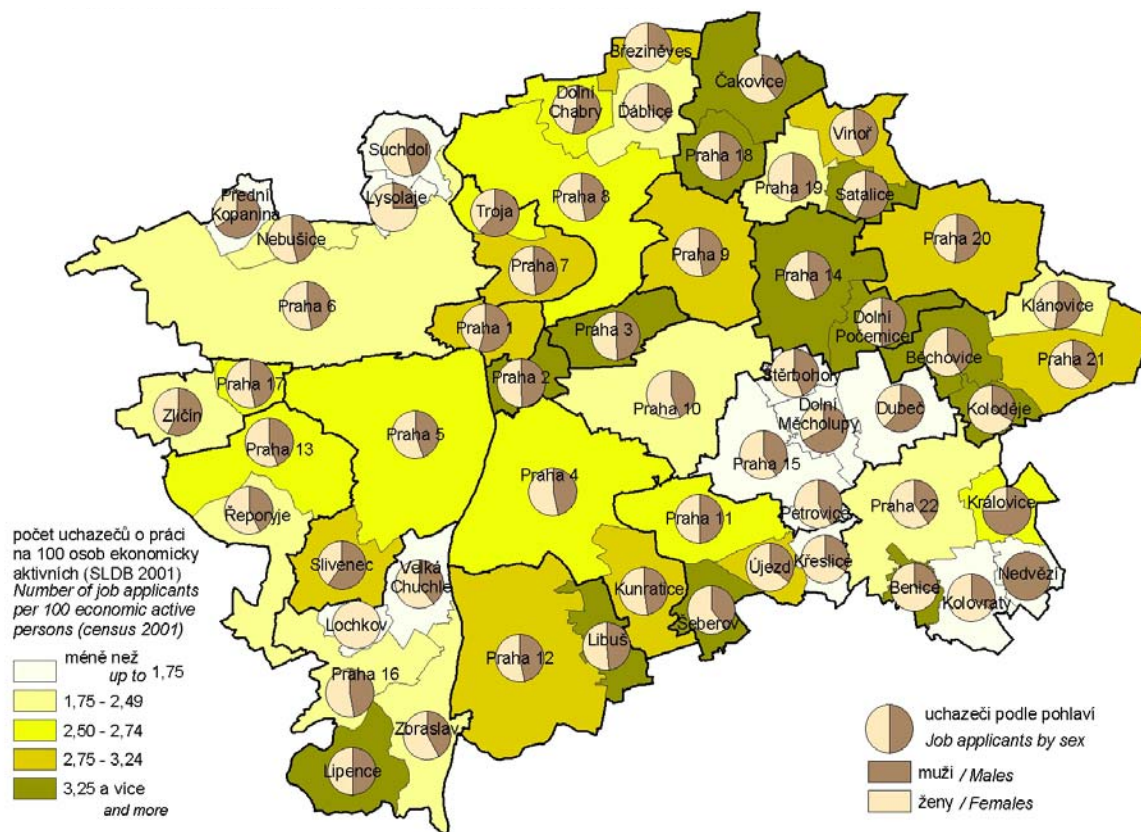 Březiněves
Dolní
Chabry
Ďáblice
Čakovice
Vinoř
Suchdol
Praha 18
Praha 19
Satalice
Přední
Kopanina
Lysolaje
Troja
Praha 8
Nebušice
Praha 7
Praha 9
Praha 20
Praha 14
Praha 6
Praha 1
Praha 3
Dolní
Počernice
Klánovice
Praha 2
Běchovice
Praha 21
Praha 17
Štěrboholy
Zličín
Praha 10
Dolní
Měcholupy
Dubeč
Koloděje
Praha 5
Praha 13
Praha 15
Praha 4
Praha 22
Královice
Řeporyje
Praha 11
Petrovice
Slivenec
Velká
Chuchle
Kunratice
Újezd
Křeslice
Nedvězí
Benice
Kolovraty
Lochkov
Šeberov
Libuš
Praha 12
Praha 16
Zbraslav
Lipence
počet uchazečů o práci
na 100 osob ekonomicky
aktivních (SLDB 2001)
Number of job applicants
per 100 economic active
persons (census 2001)
méně než
up to 1,75
1,75 - 2,49
2,50 - 2,74
2,75 - 3,24
3,25 a více
and more
uchazeči podle pohlaví
Job applicants by sex
muži / Males
ženy / Females